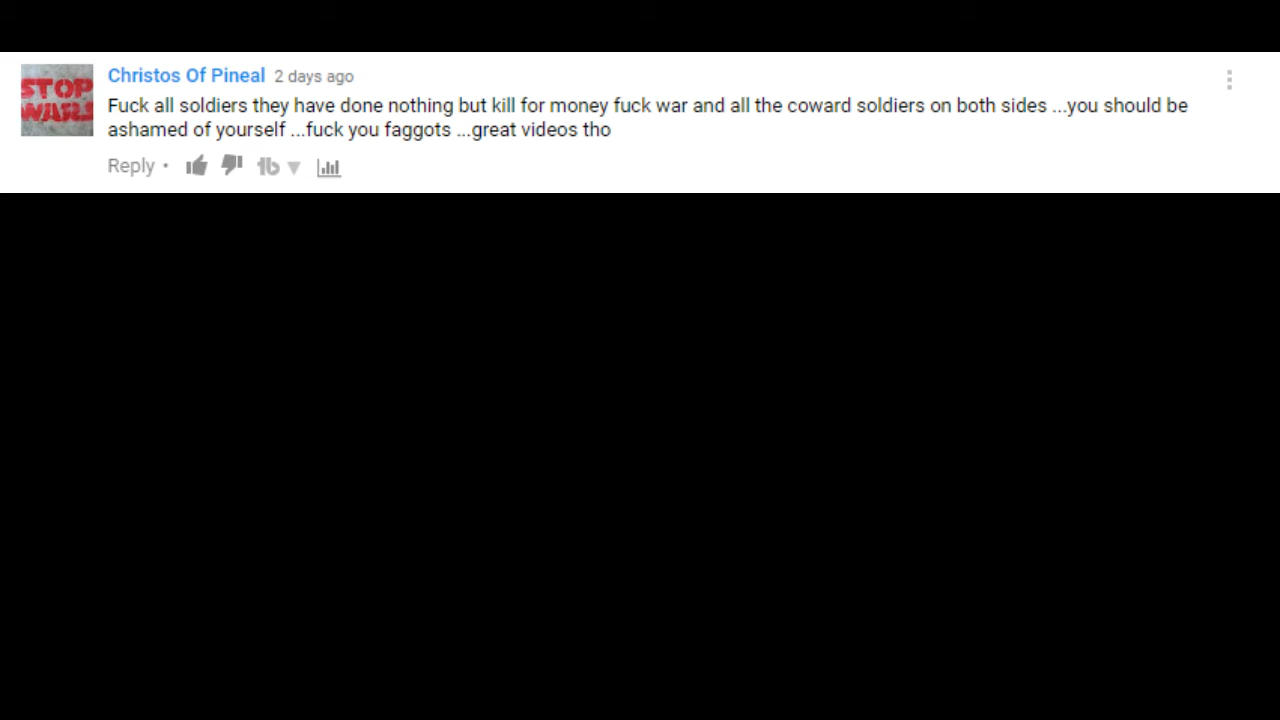 STOP
WARS
Christos Of Pineal 2 days ago
Fuck all soldiers they have done nothing but kill for money fuck war and all the coward soldiers on both sides ...you should be
ashamed of yourself ...fuck you faggots ...great videos tho
Reply •